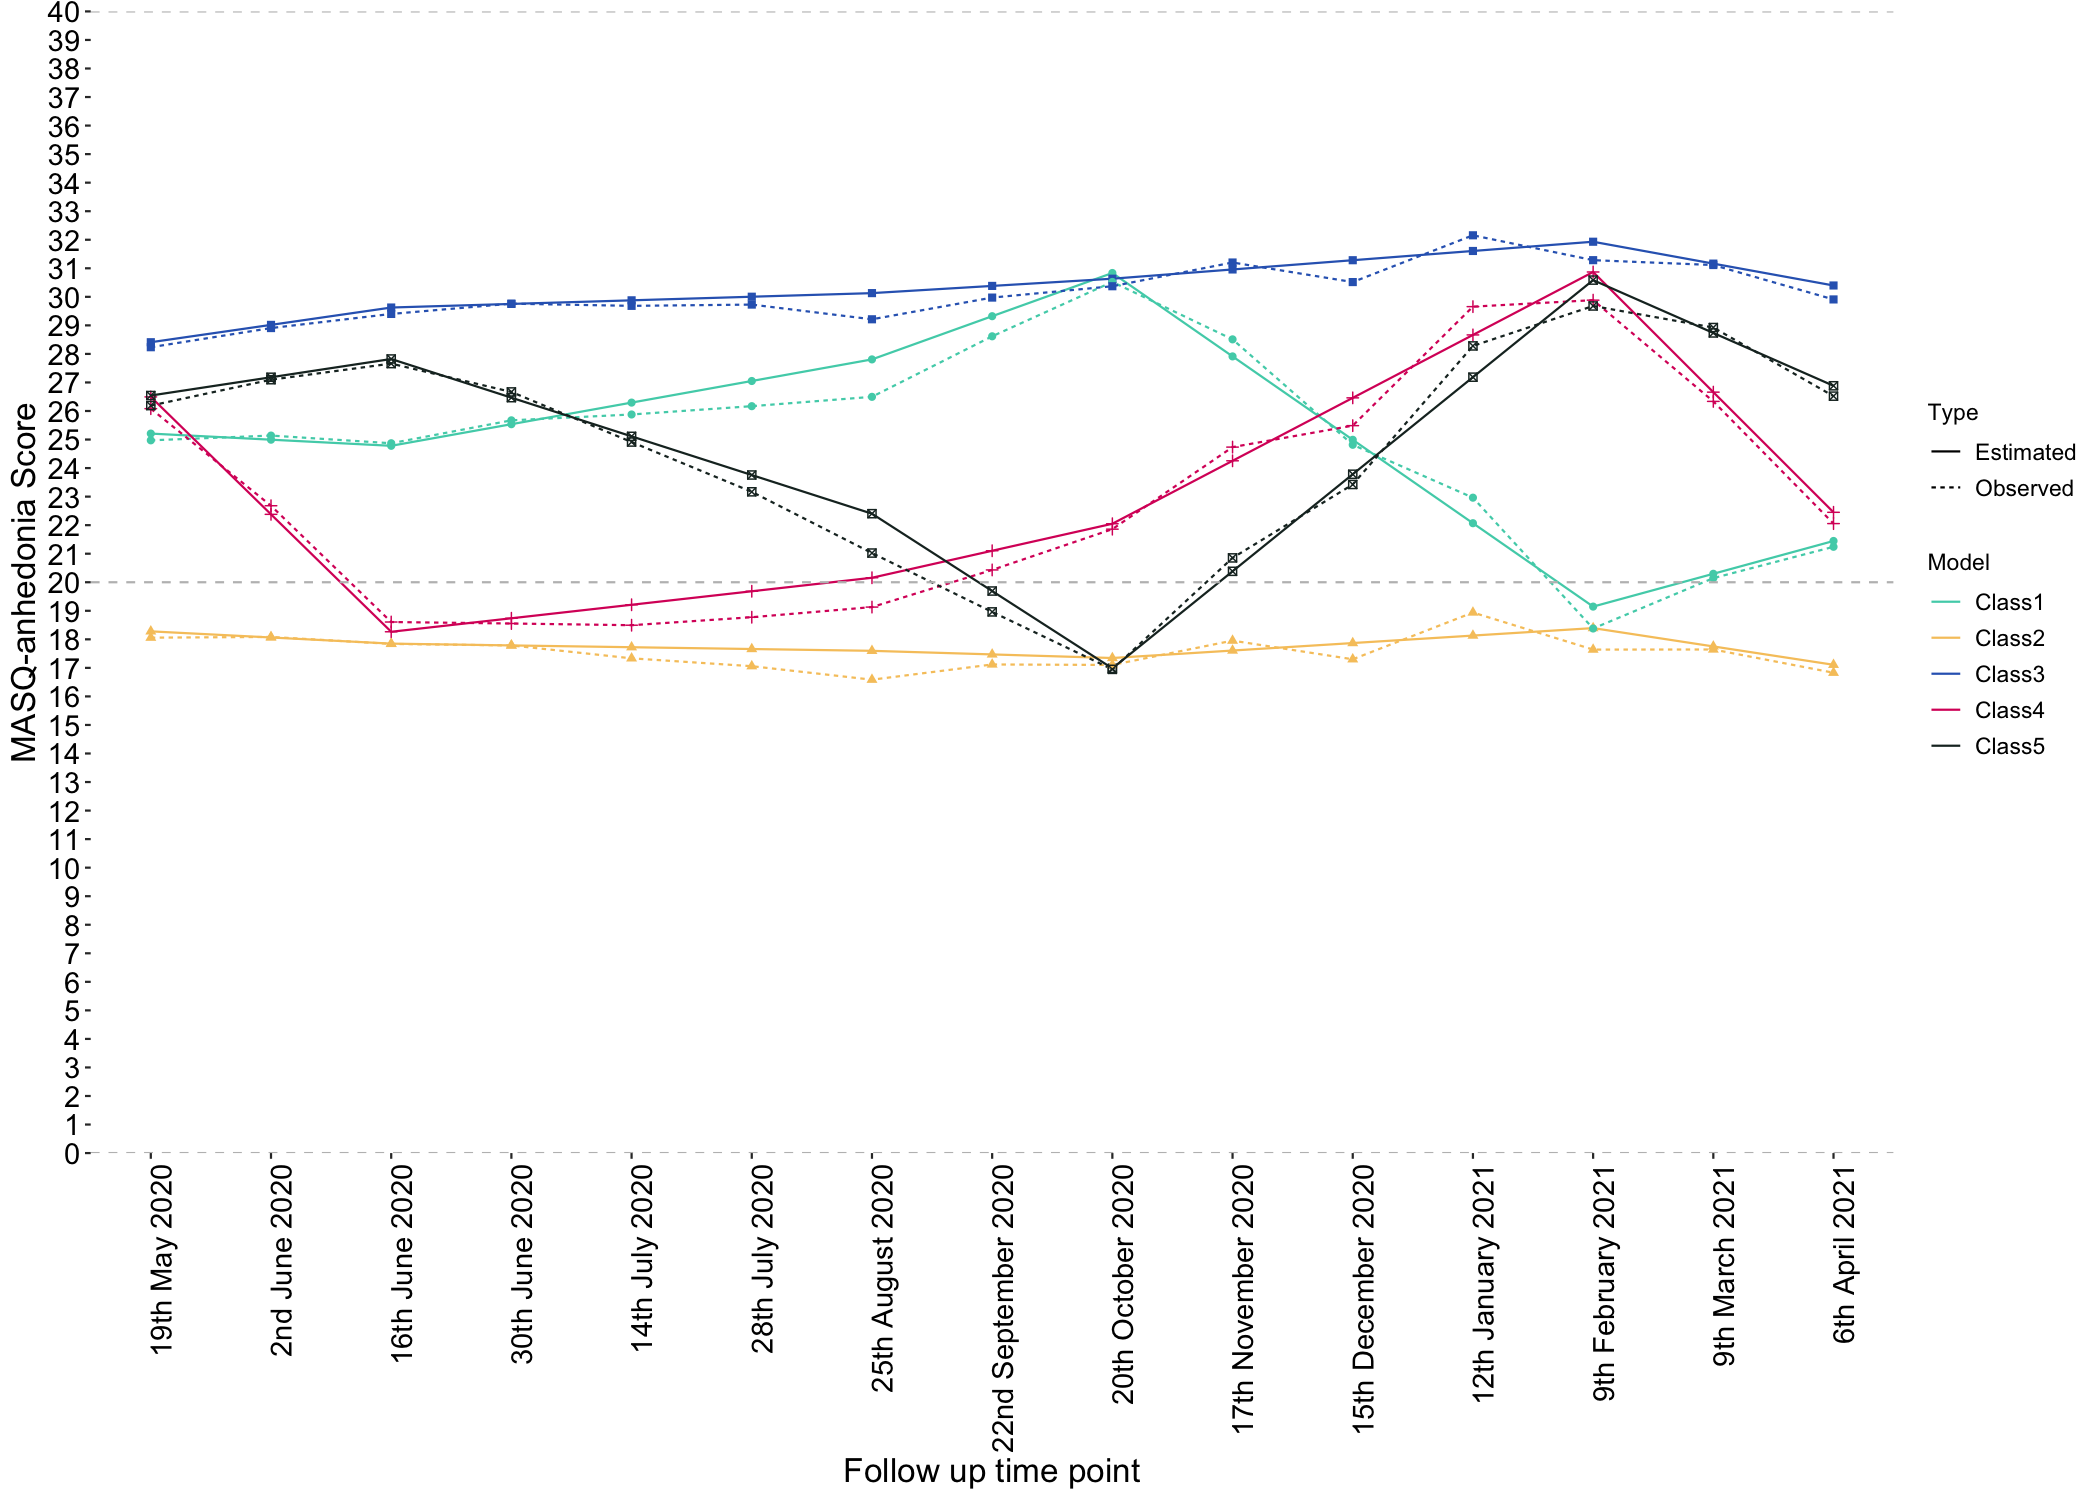 40
39
38
37
36
35
34
33
32
31
30
29
28
27
26
25
24
23
22
21
20
19
18
17
16
15
14
13
12
11
10
9
8
7
6
5
4
3
2
1
0
MASQ-anhedonia Score
19th May 2020
2nd June 2020
16th June 2020
30th June 2020
14th July 2020
28th July 2020
25th August 2020
22nd September 2020
20th October 2020
17th November 2020
15th December 2020
12th January 2021
9th February 2021
9th March 2021
6th April 2021
Follow up time point
Type
Estimated
Observed
Model
Class1
Class2
Class3
Class4
Class5